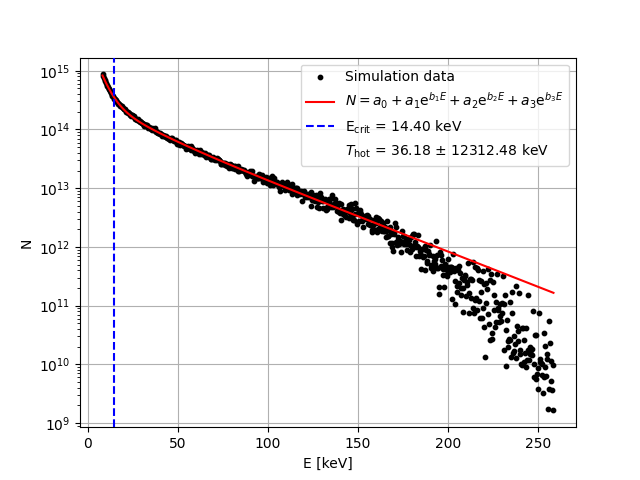 Simulation data
N = a₀ + a₁e^{b₁E} + a₂e^{b₂E} + a₃e^{b₃E}
E_crit = 14.40 keV
T_hot = 36.18 ± 12312.48 keV
10¹⁵
10¹⁴
10¹³
10¹²
10¹¹
10¹⁰
10⁹
N
0 50 100 150 200 250
E [keV]